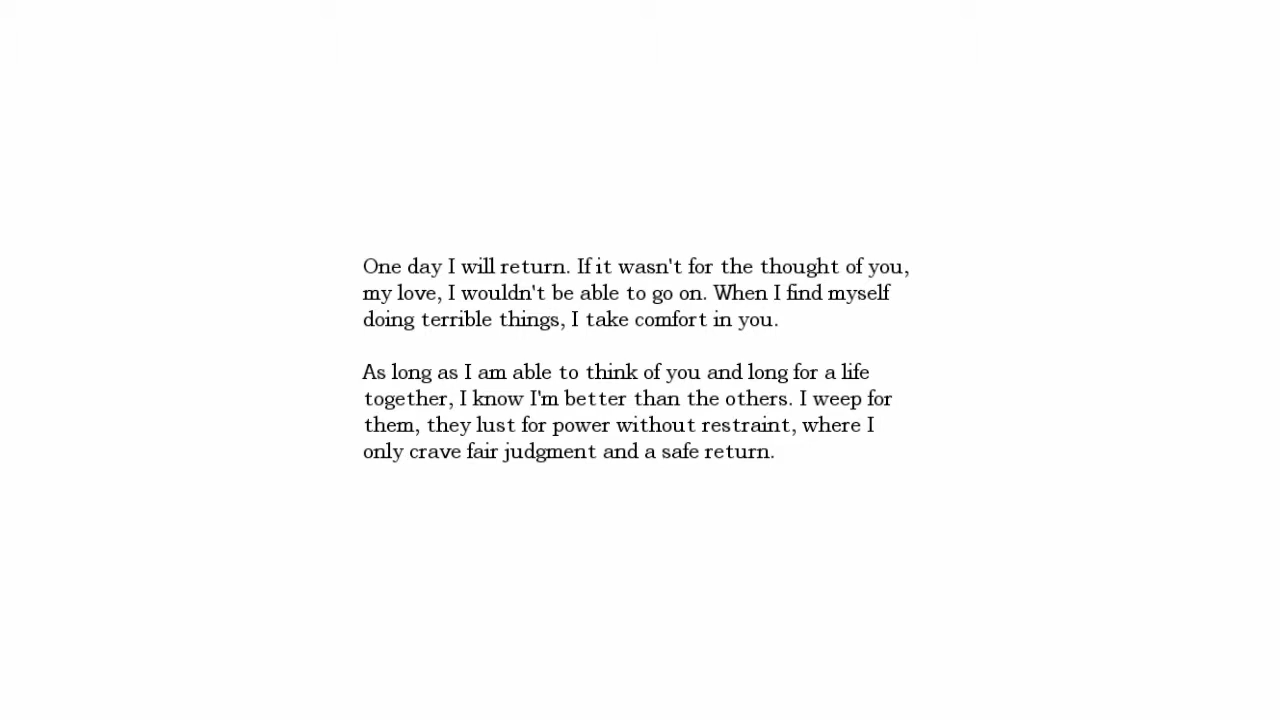 One day I will return. If it wasn't for the thought of you,
my love, I wouldn't be able to go on. When I find myself
doing terrible things, I take comfort in you.
As long as I am able to think of you and long for a life
together, I know I'm better than the others. I weep for
them, they lust for power without restraint, where I
only crave fair judgment and a safe return.